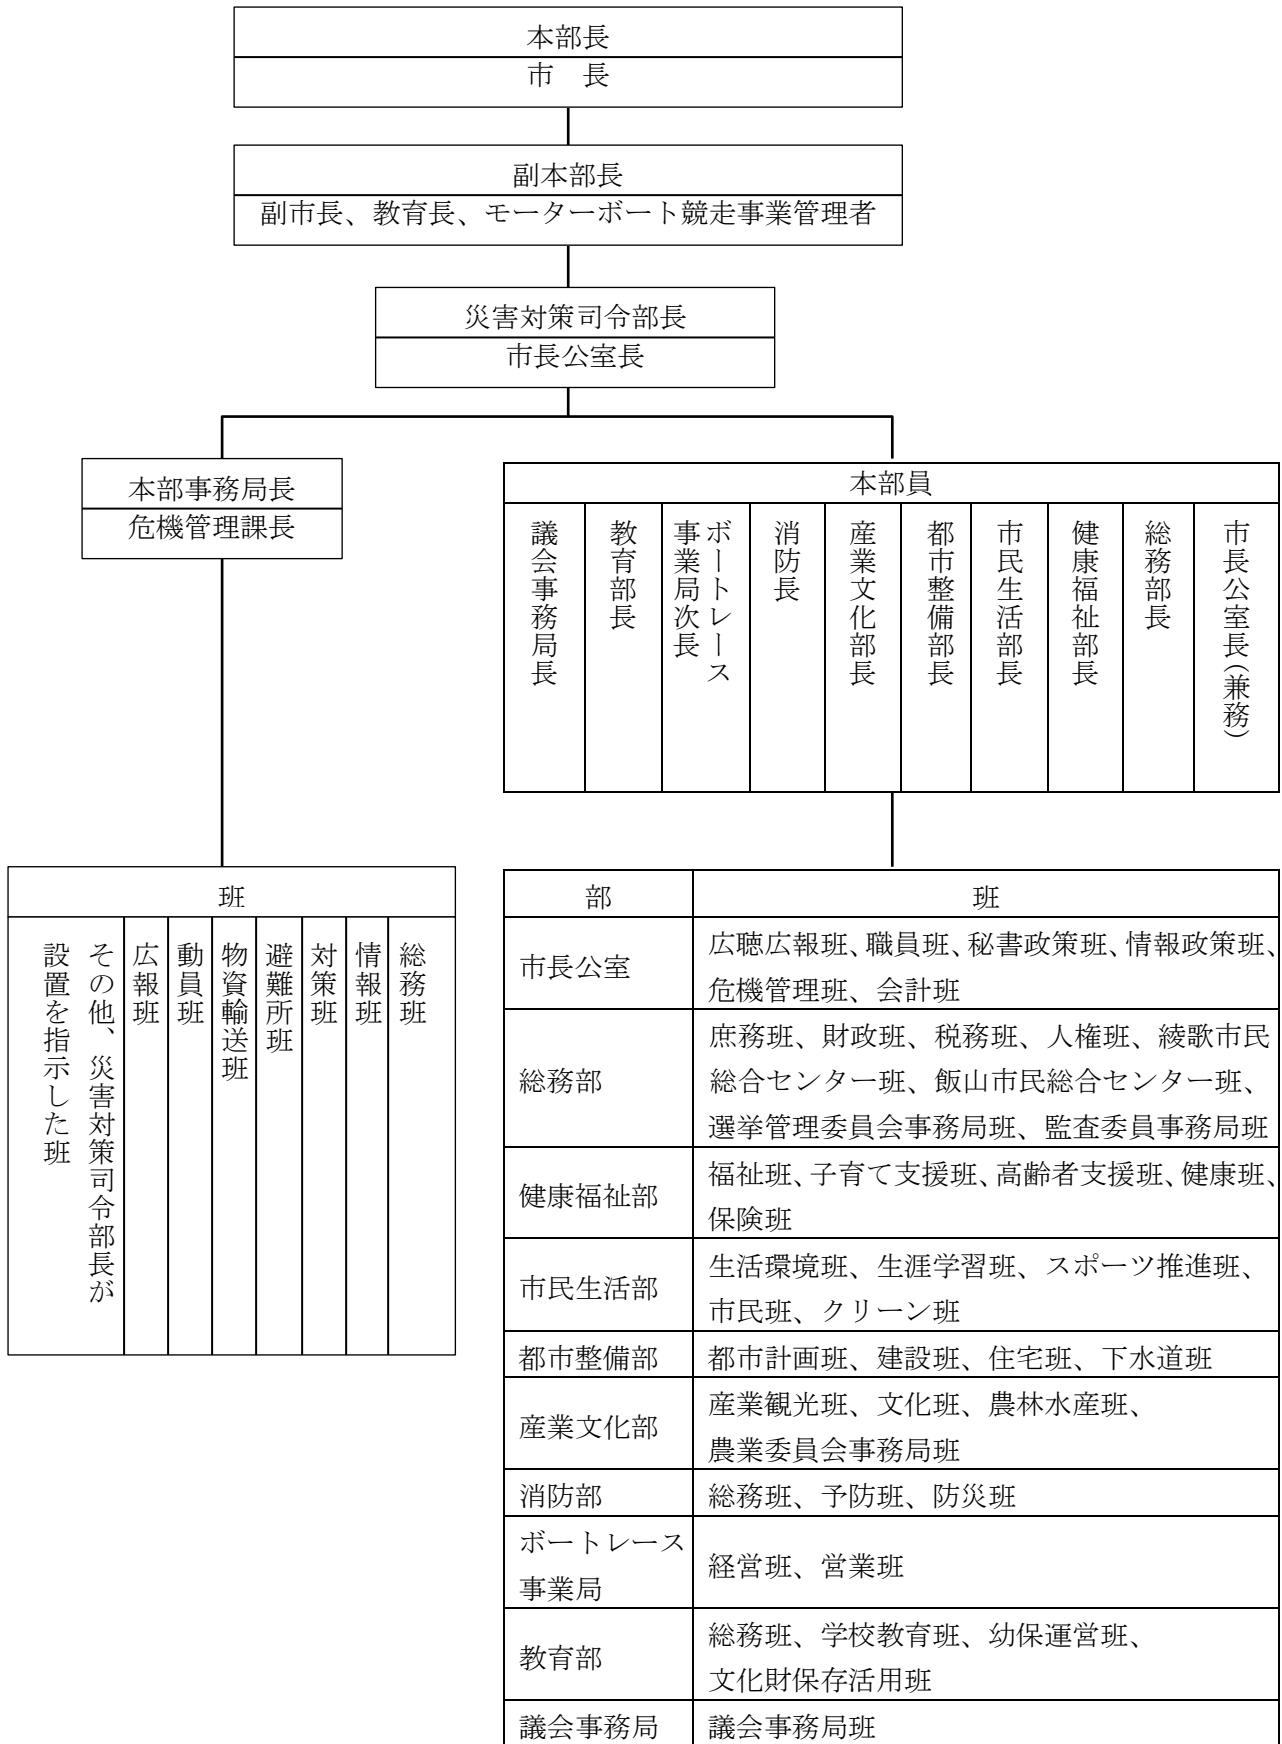 本部長
市　長
副本部長
副市長、教育長、モーターボート競走事業管理者
災害対策司令部長
市長公室長
本部事務局長
危機管理課長
本部員
市長公室長(兼務)
総務部長
健康福祉部長
市民生活部長
都市整備部長
産業文化部長
消防長
ボートレース
事業局次長
教育部長
議会事務局長
班
総務班
情報班
対策班
避難所班
物資輸送班
動員班
広報班
その他、災害対策司令部長が
設置を指示した班
部
班
市長公室
広聴広報班、職員班、秘書政策班、情報政策班、
危機管理班、会計班
総務部
庶務班、財政班、税務班、人権班、綾歌市民
総合センター班、飯山市民総合センター班、
選挙管理委員会事務局班、監査委員事務局班
健康福祉部
福祉班、子育て支援班、高齢者支援班、健康班、
保険班
市民生活部
生活環境班、生涯学習班、スポーツ推進班、
市民班、クリーン班
都市整備部
都市計画班、建設班、住宅班、下水道班
産業文化部
産業観光班、文化班、農林水産班、
農業委員会事務局班
消防部
総務班、予防班、防災班
ボートレース
事業局
経営班、営業班
教育部
総務班、学校教育班、幼保運営班、
文化財保存活用班
議会事務局
議会事務局班